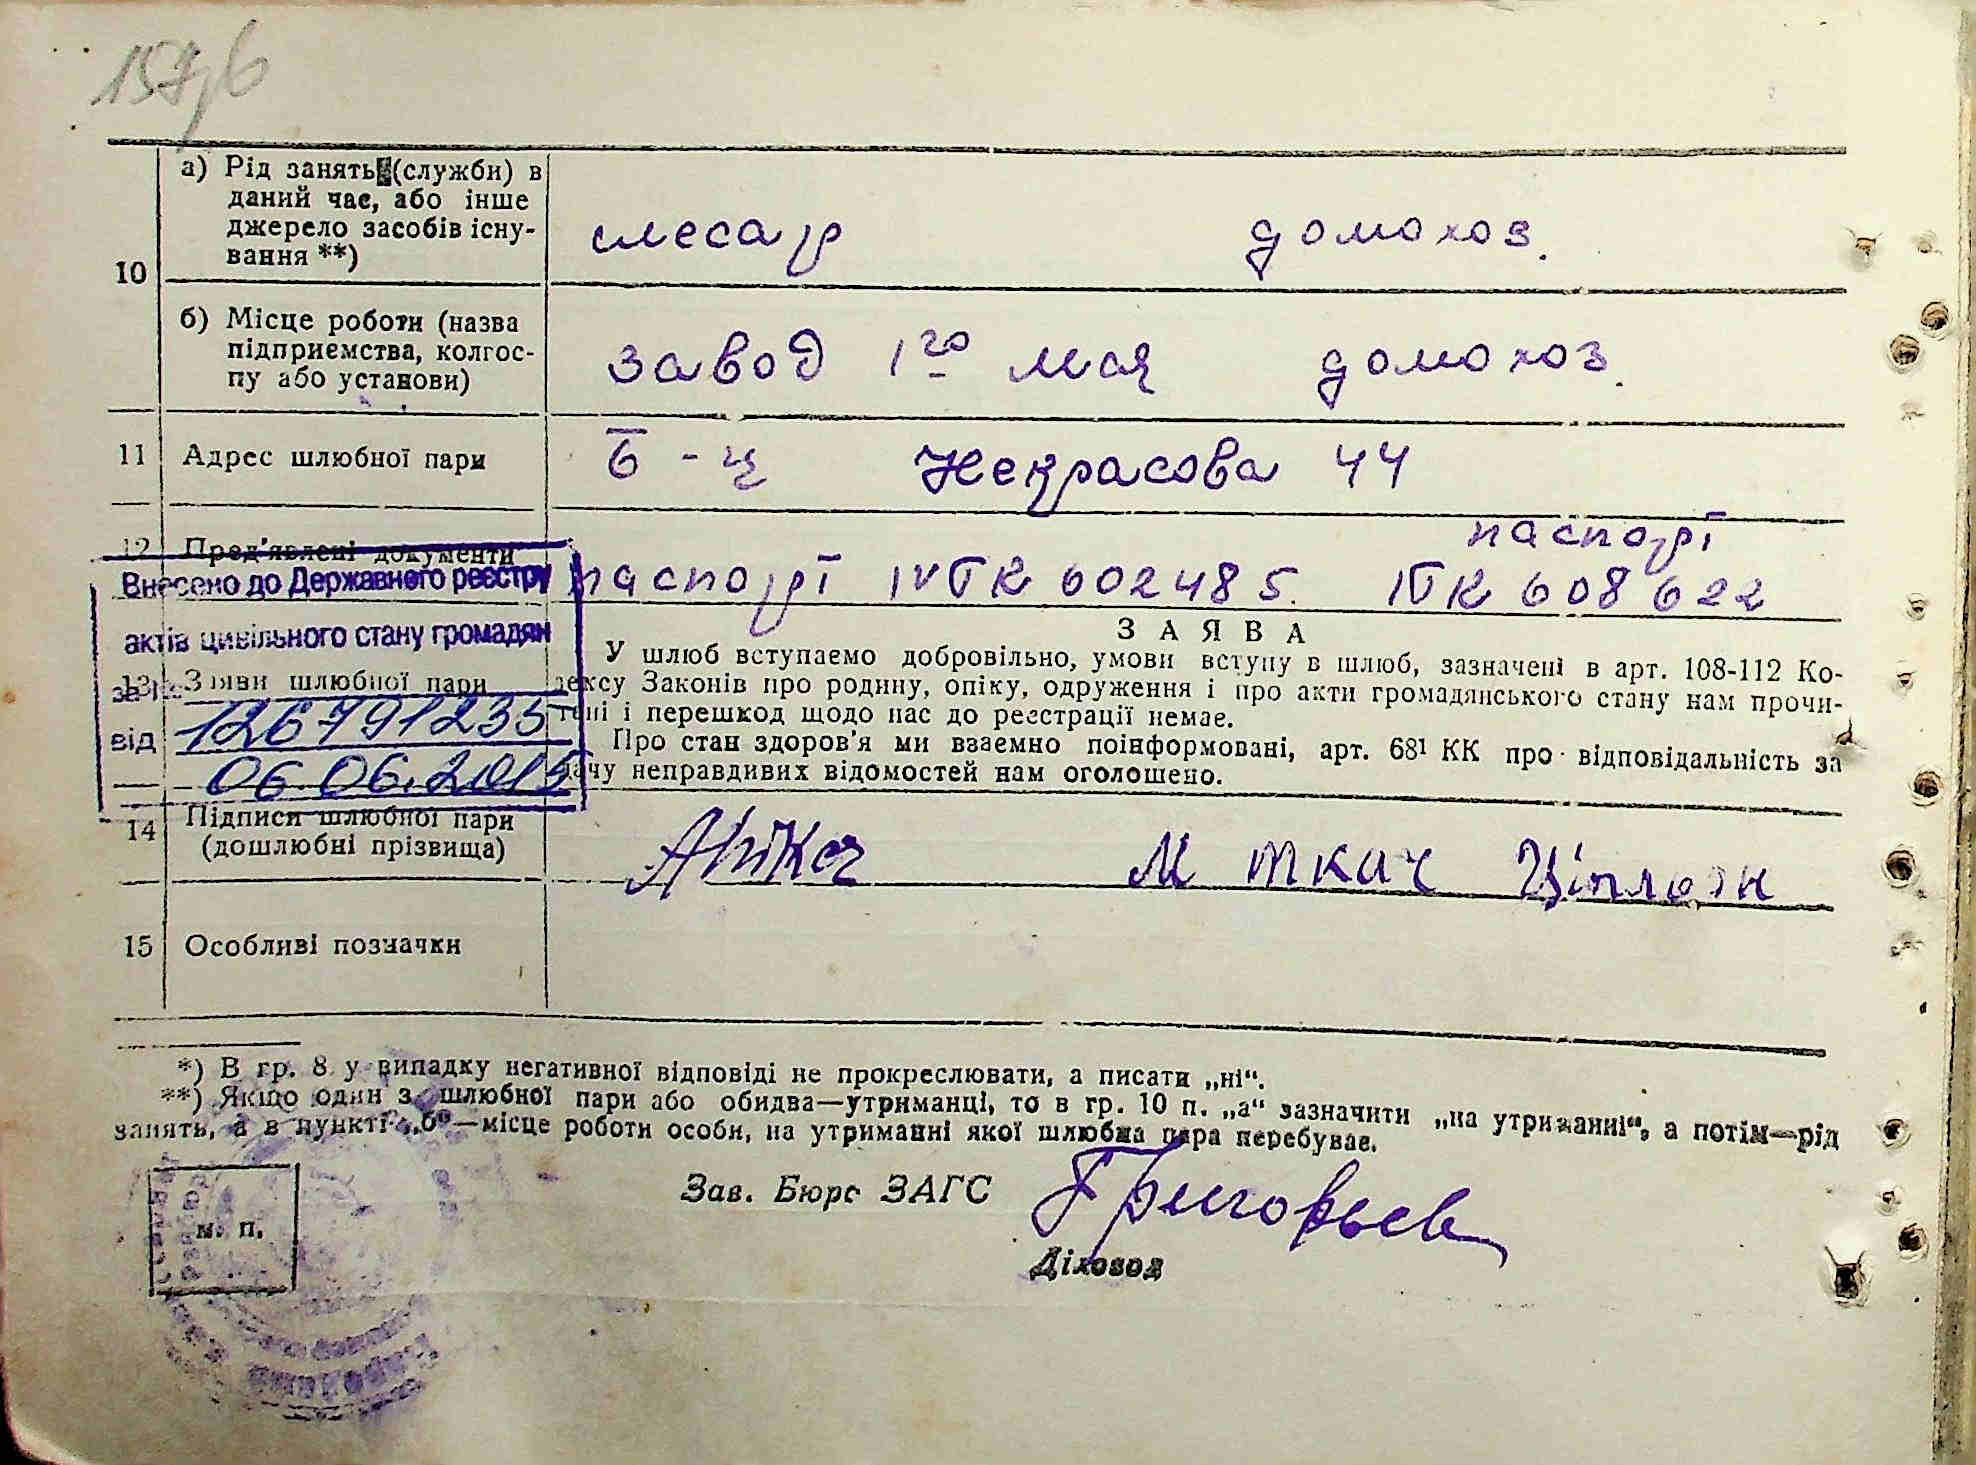 10
а) Рід занять (служби) в
даний час, або інше
джерело засобів існу-
вання **)
слесар домохоз.
б) Місце роботи (назва
підприємства, колгос-
пу або установи)
завод 1го мая домохоз.
11 Адрес шлюбної пари
Б-ц Некрасова 44
12 Пред'явлені документи
паспорт
паспорт IV ПК 602485. ПК 608622
Внесено до Державного реєстру
актів цивільного стану громадян
за №
126791235
від
06.06.2019
13 Заяви шлюбної пари
ЗАЯВА
У шлюб вступаємо добровільно, умови вступу в шлюб, зазначені в арт. 108-112 Ко-
дексу Законів про родину, опіку, одруження і про акти громадянського стану нам прочи-
тані і перешкод щодо нас до реєстрації немає.
Про стан здоров'я ми взаємно поінформовані, арт. 68¹ КК про відповідальність за
дачу неправдивих відомостей нам оголошено.
14 Підписи шлюбної пари
(дошлюбні прізвища)
М Ткач
15 Особливі позначки
*) В гр. 8 у випадку негативної відповіді не прокреслювати, а писати „ні“.
**) Якщо один з шлюбної пари або обидва—утриманці, то в гр. 10 п. „а“ зазначити „на утриманні“, а потім—рід
занять, а в пункті „б“—місце роботи особи, на утриманні якої шлюбна пара перебуває.
м. п.
Зав. Бюро ЗАГС Григорьев
Діловод